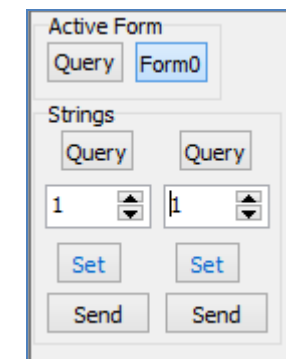 Active Form
Query Form0
Strings
Query Query
1 1
Set Set
Send Send